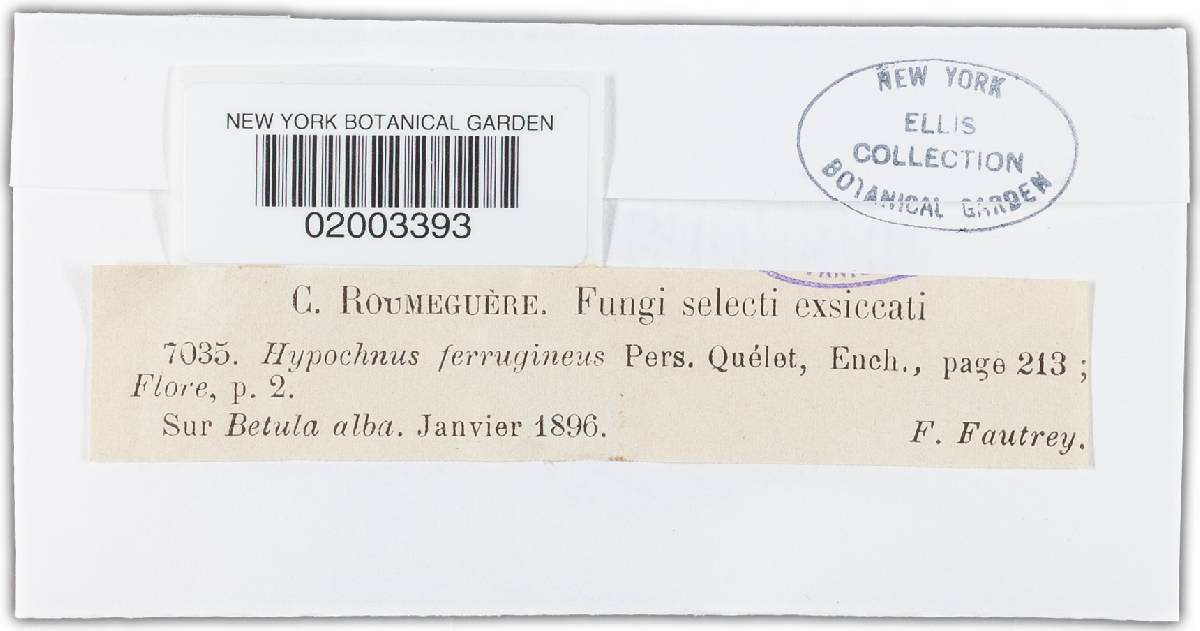 NEW YORK BOTANICAL GARDEN
02003393
NEW YORK
ELLIS
COLLECTION
BOTANICAL GARDEN
C. ROUMEGUÈRE. Fungi selecti exsiccati
7035. Hypochnus ferrugineus Pers. Quélet, Ench., page 213 ;
Flore, p. 2.
Sur Betula alba. Janvier 1896.
F. Fautrey.